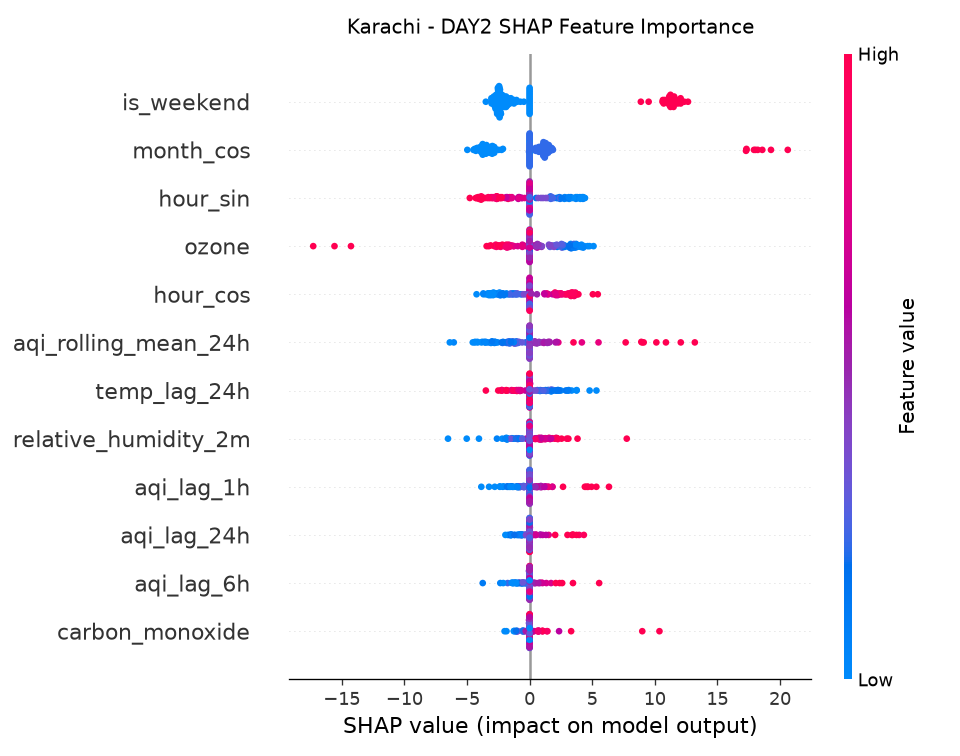 Karachi - DAY2 SHAP Feature Importance
High
is_weekend
month_cos
hour_sin
ozone
hour_cos
aqi_rolling_mean_24h
temp_lag_24h
relative_humidity_2m
aqi_lag_1h
aqi_lag_24h
aqi_lag_6h
carbon_monoxide
Feature value
Low
−15 −10 −5 0 5 10 15 20
SHAP value (impact on model output)